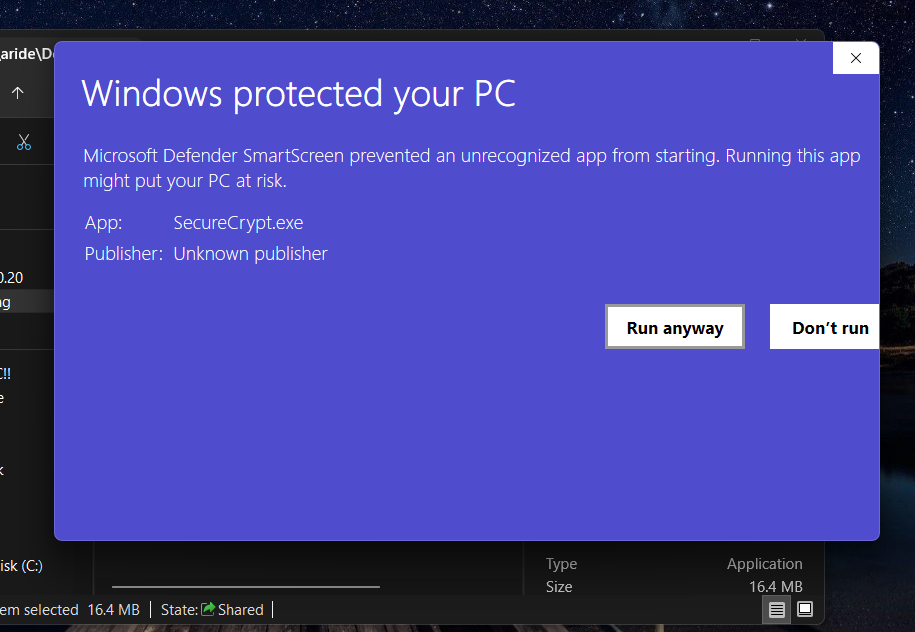 aride\D
Windows protected your PC
Microsoft Defender SmartScreen prevented an unrecognized app from starting. Running this app
might put your PC at risk.
App: SecureCrypt.exe
Publisher: Unknown publisher
0.20
Run anyway Don't run
Type Application
isk (C:)
Size 16.4 MB
em selected 16.4 MB State: Shared